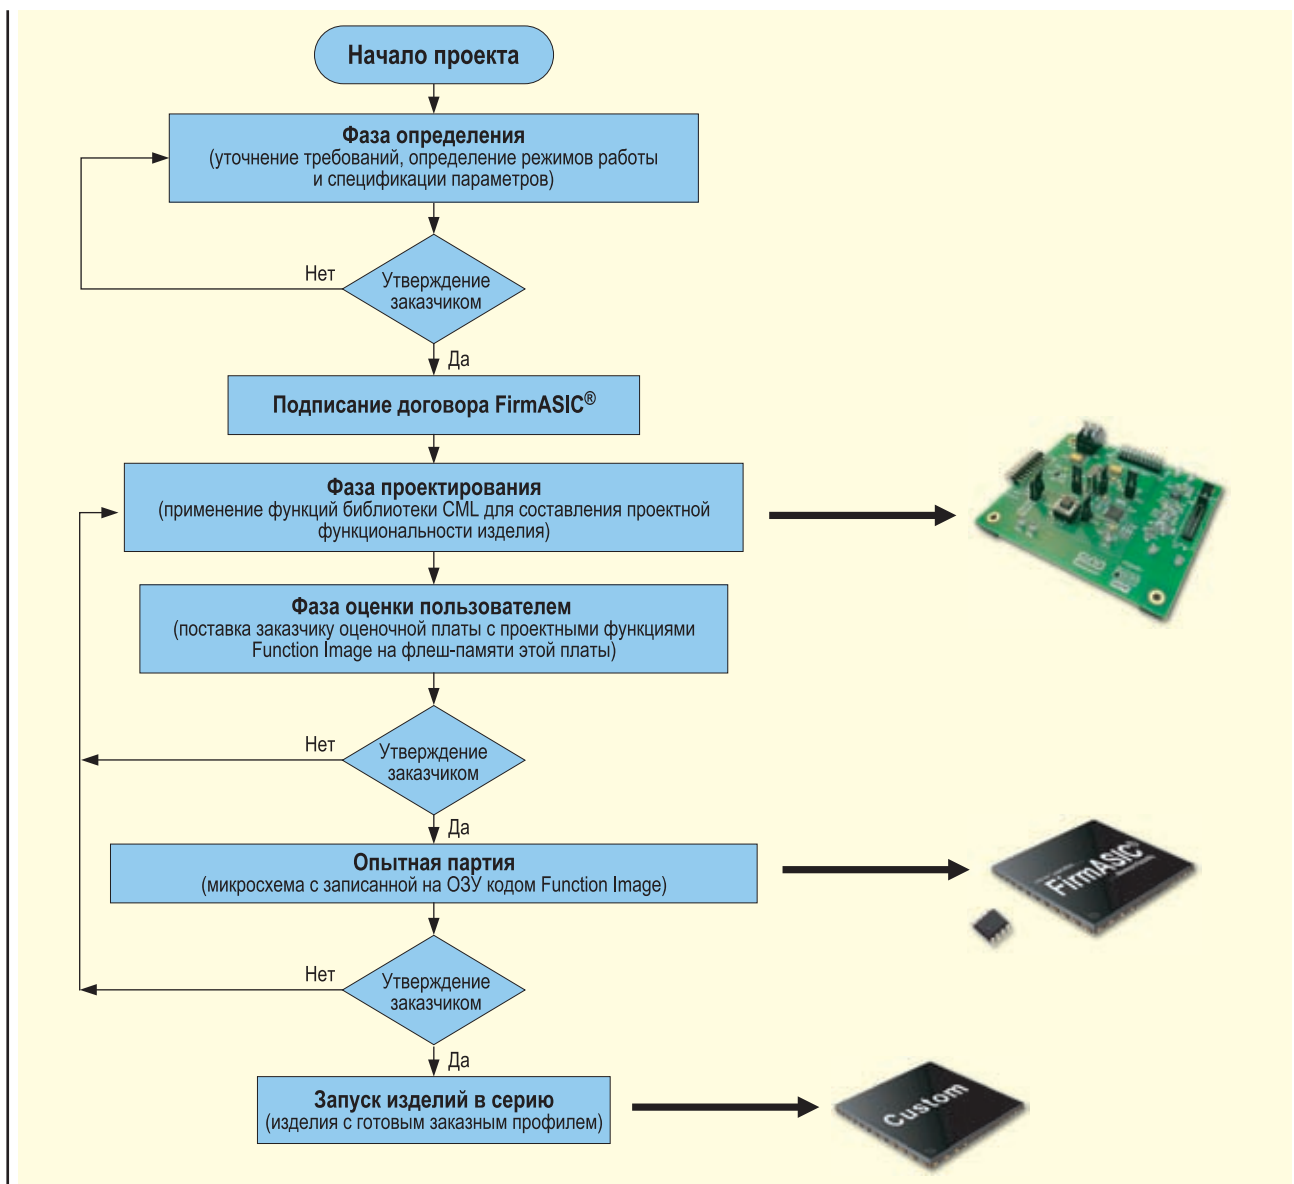 Начало проекта
Фаза определения
(уточнение требований, определение режимов работы
и спецификации параметров)
Нет
Утверждение
заказчиком
Да
Подписание договора FirmASIC®
Фаза проектирования
(применение функций библиотеки CML для составления проектной
функциональности изделия)
Фаза оценки пользователем
(поставка заказчику оценочной платы с проектными функциями
Function Image на флеш-памяти этой платы)
Нет
Утверждение
заказчиком
Да
Опытная партия
(микросхема с записанной на ОЗУ кодом Function Image)
FirmASIC®
Нет
Утверждение
заказчиком
Да
Запуск изделий в серию
(изделия с готовым заказным профилем)
Custom